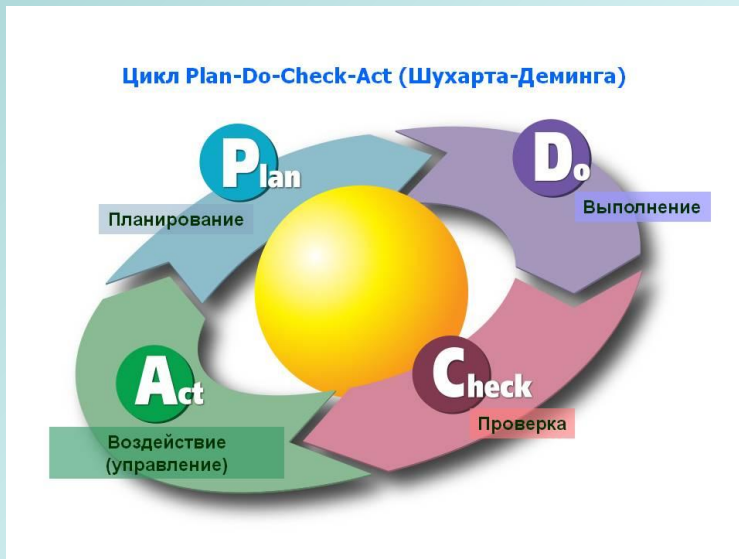 Цикл Plan-Do-Check-Act (Шухарта-Деминга)
Plan
Планирование
Do
Выполнение
Check
Проверка
Act
Воздействие
(управление)